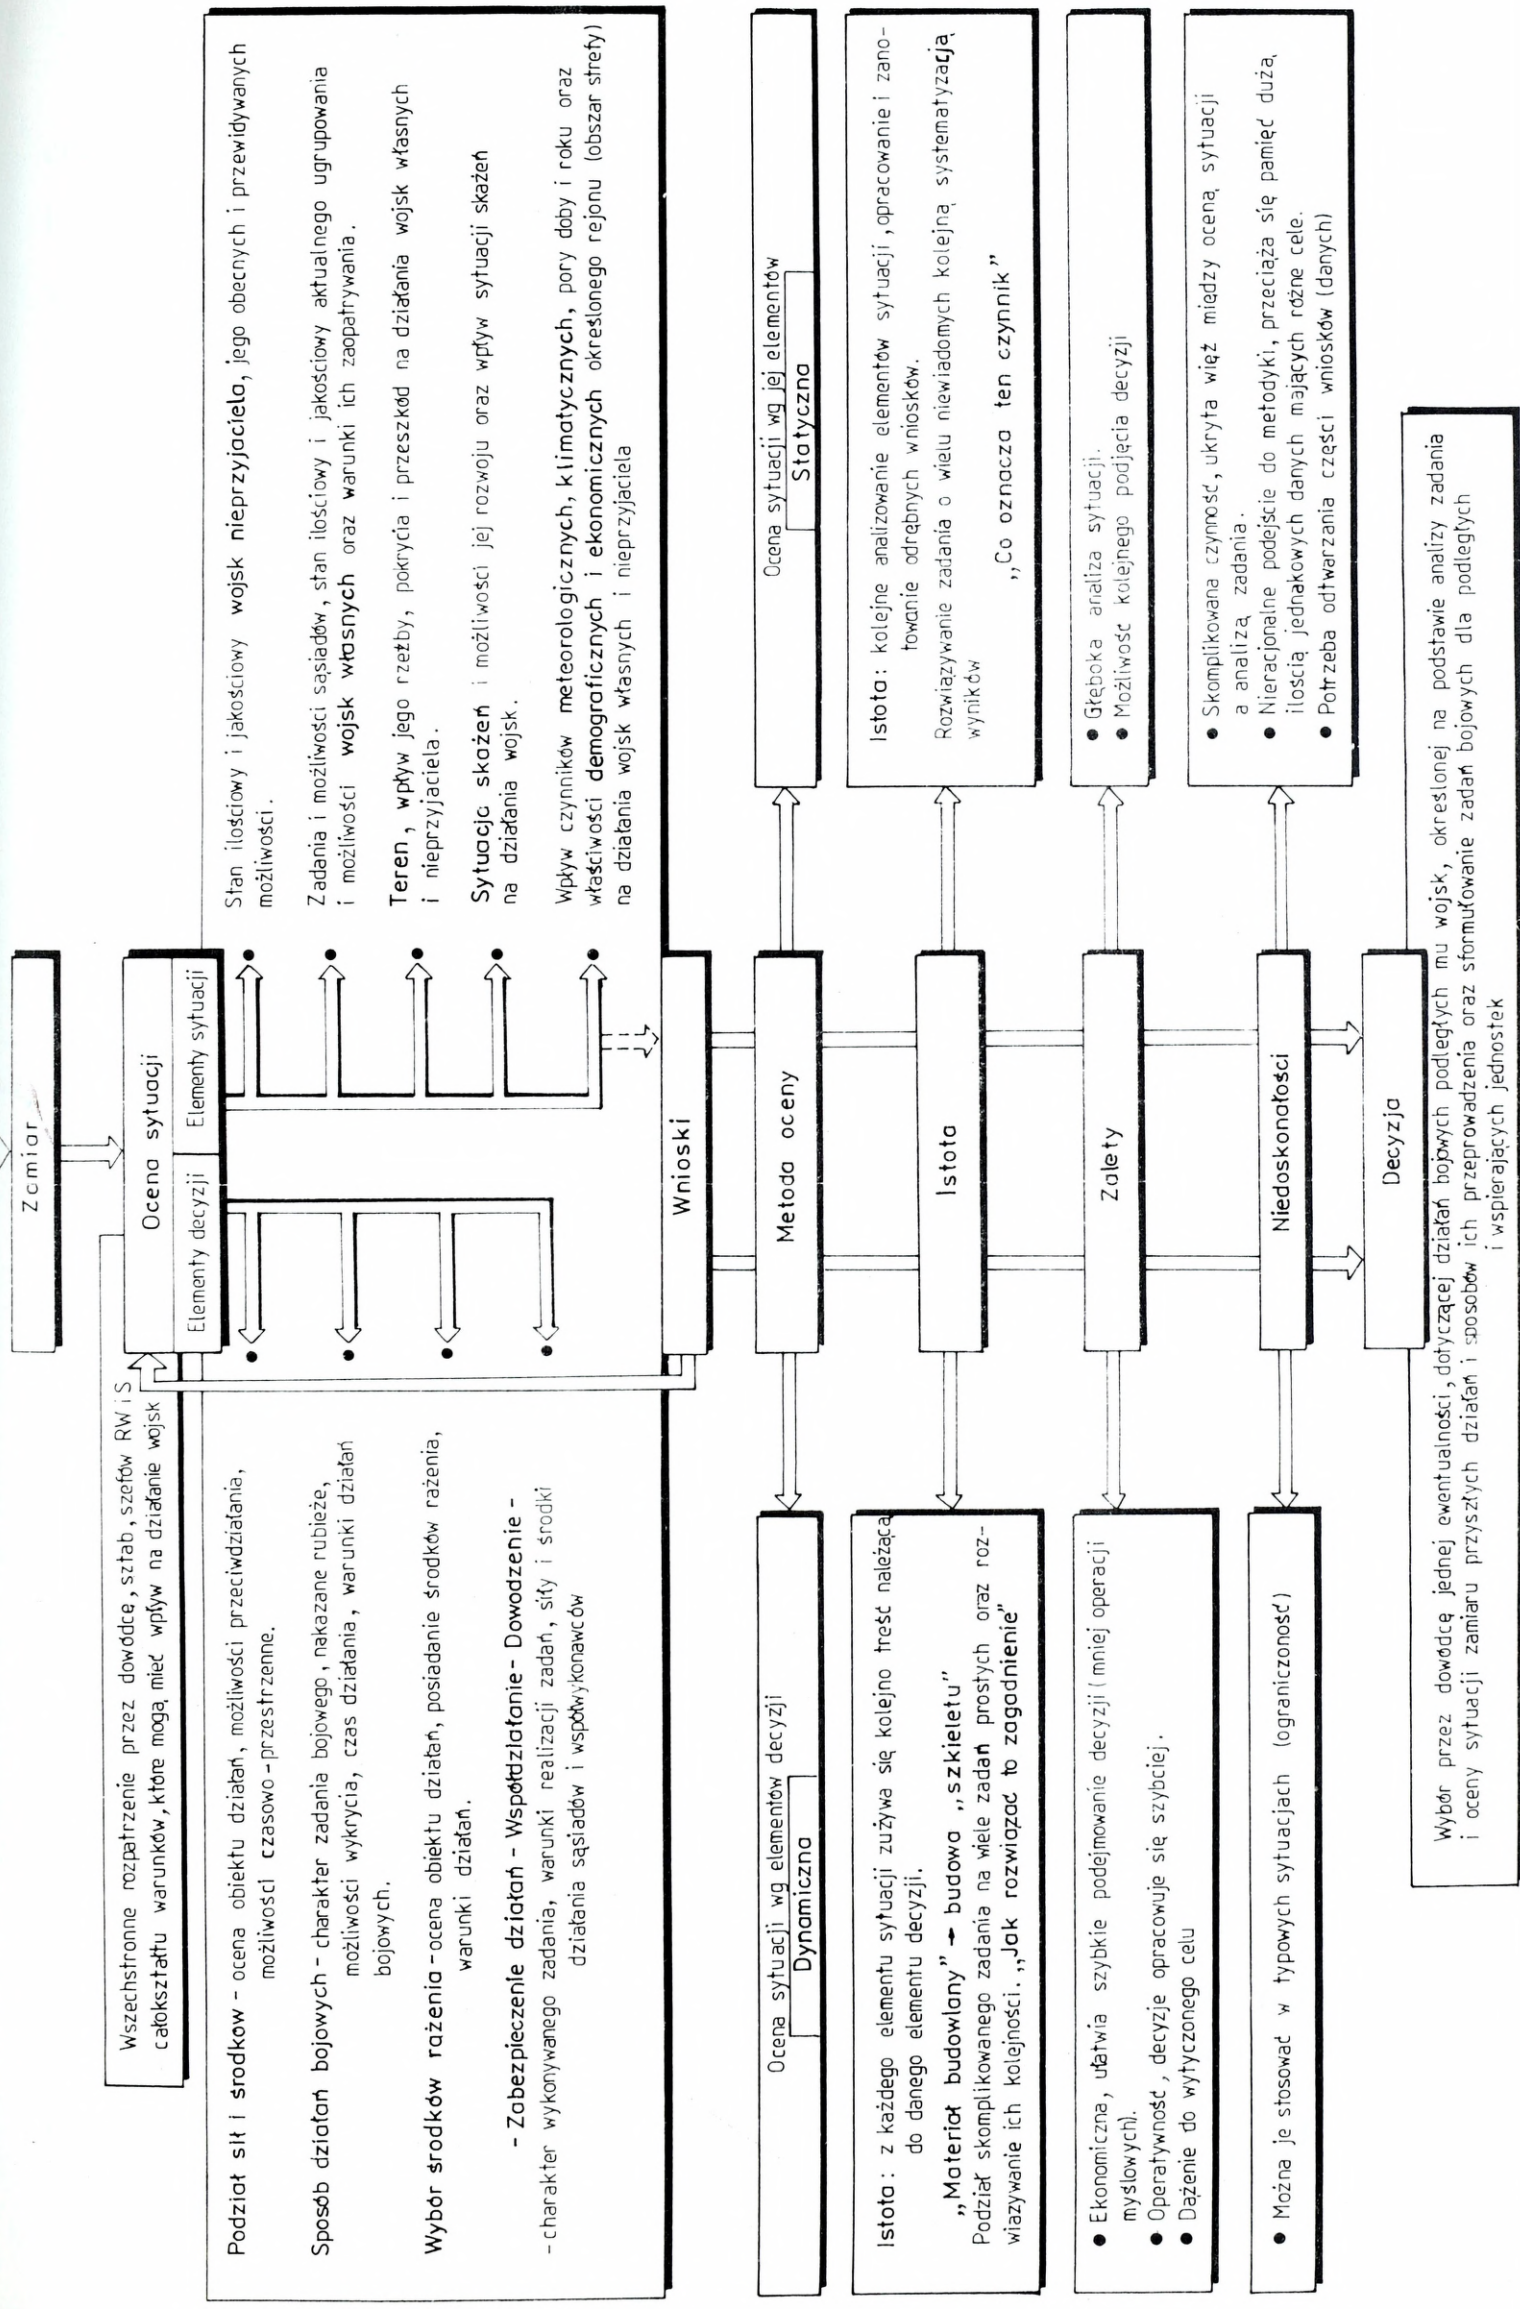 Zamiar
Wszechstronne rozpatrzenie przez dowódcę, sztab, szefów RW i S
całokształtu warunków, które mogą mieć wpływ na działanie wojsk
Ocena sytuacji
Elementy decyzji
Elementy sytuacji
Podział sił i środków - ocena obiektu działań, możliwości przeciwdziałania,
możliwości czasowo-przestrzenne.
Sposób działań bojowych - charakter zadania bojowego, nakazane rubieże,
możliwości wykrycia, czas działania, warunki działań
bojowych.
Wybór środków rażenia - ocena obiektu działań, posiadanie środków rażenia,
warunki działań.
- Zabezpieczenie działań - Współdziałanie - Dowodzenie -
- charakter wykonywanego zadania, warunki realizacji zadań, siły i środki
działania sąsiadów i współwykonawców
Stan ilościowy i jakościowy wojsk nieprzyjaciela, jego obecnych i przewidywanych
możliwości.
Zadania i możliwości sąsiadów, stan ilościowy i jakościowy aktualnego ugrupowania
i możliwości wojsk własnych oraz warunki ich zaopatrywania.
Teren, wpływ jego rzeźby, pokrycia i przeszkód na działania wojsk własnych
i nieprzyjaciela.
Sytuacja skażeń i możliwości jej rozwoju oraz wpływ sytuacji skażeń
na działania wojsk.
Wpływ czynników meteorologicznych, klimatycznych, pory doby i roku oraz
właściwości demograficznych i ekonomicznych określonego rejonu (obszar strefy)
na działania wojsk własnych i nieprzyjaciela
Wnioski
Ocena sytuacji wg elementów decyzji
Dynamiczna
Metoda oceny
Ocena sytuacji wg jej elementów
Statyczna
Istota: z każdego elementu sytuacji zużywa się kolejno treść należącą
do danego elementu decyzji.
„Materiał budowlany” → budowa „szkieletu”
Podział skomplikowanego zadania na wiele zadań prostych oraz roz-
wiązywanie ich kolejności. „Jak rozwiązać to zagadnienie”
Istota
Istota: kolejne analizowanie elementów sytuacji, opracowanie i zano-
towanie odrębnych wniosków.
Rozwiązywanie zadania o wielu niewiadomych kolejną systematyzacją
wyników
„Co oznacza ten czynnik”
• Ekonomiczna, ułatwia szybkie podejmowanie decyzji (mniej operacji
myślowych).
• Operatywność, decyzje opracowuje się szybciej.
• Dążenie do wytyczonego celu
Zalety
• Głęboka analiza sytuacji.
• Możliwość kolejnego podjęcia decyzji
• Można je stosować w typowych sytuacjach (ograniczoność)
Niedoskonałości
• Skomplikowana czynność, ukryta więź między oceną sytuacji
a analizą zadania.
• Nieracjonalne podejście do metodyki, przeciąża się pamięć dużą
ilością jednakowych danych mających różne cele.
• Potrzeba odtwarzania części wniosków (danych)
Decyzja
Wybór przez dowódcę jednej ewentualności, dotyczącej działań bojowych podległych mu wojsk, określonej na podstawie analizy zadania
i oceny sytuacji zamiaru przyszłych działań i sposobów ich przeprowadzenia oraz sformułowanie zadań bojowych dla podległych
i wspierających jednostek